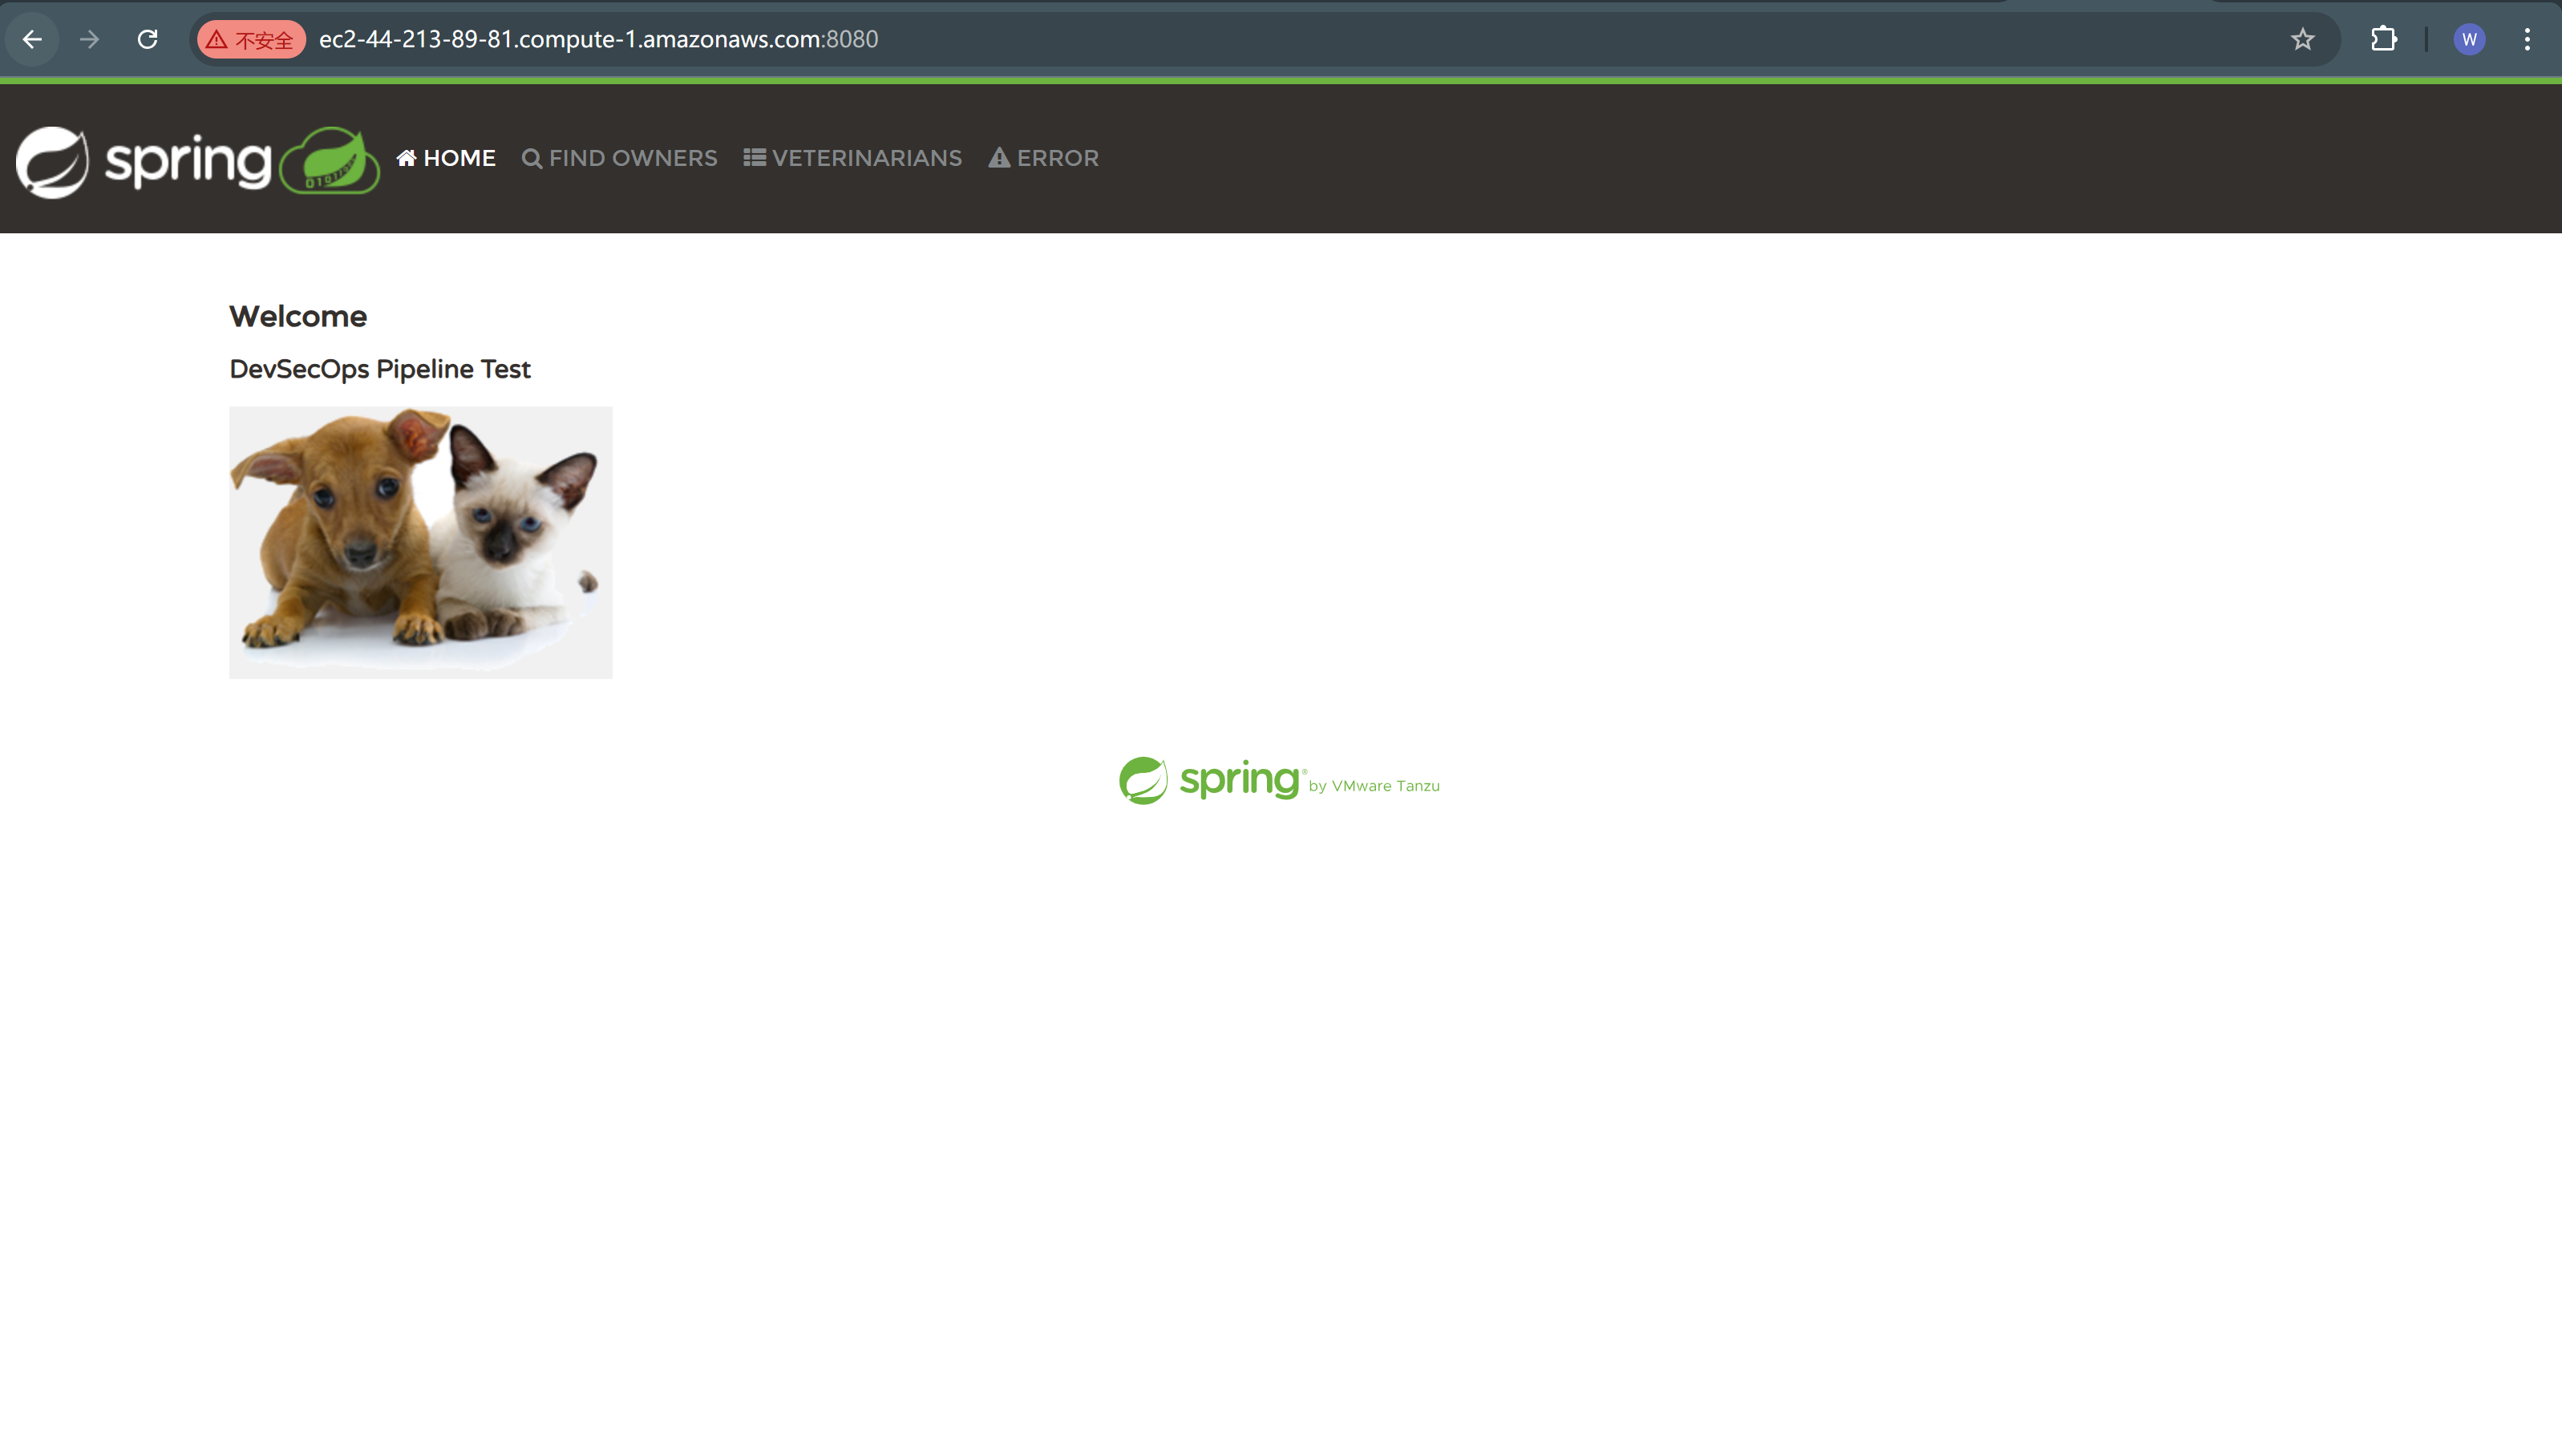 不安全 ec2-44-213-89-81.compute-1.amazonaws.com:8080 W
spring HOME FIND OWNERS VETERINARIANS ERROR
Welcome
DevSecOps Pipeline Test
spring® by VMware Tanzu